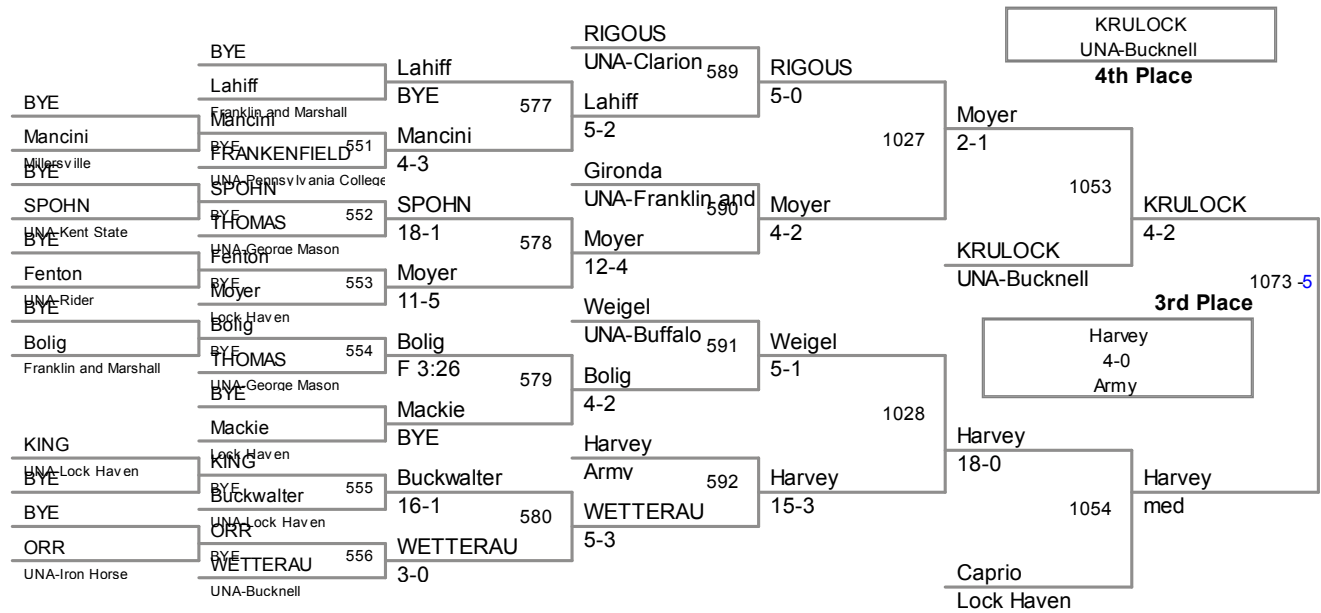 BYE
Mancini
Millersville
BYE
SPOHN
UNA-Kent State
BYE
Fenton
UNA-Rider
BYE
Bolig
Franklin and Marshall
KING
UNA-Lock Haven
BYE
BYE
ORR
UNA-Iron Horse
BYE
Lahiff
Franklin and Marshall
Mancini
BYE
551
FRANKENFIELD
UNA-Pennsylvania College
SPOHN
BYE
552
THOMAS
UNA-George Mason
Fenton
BYE
553
Moyer
Lock Haven
Bolig
BYE
554
THOMAS
UNA-George Mason
BYE
Mackie
Lock Haven
KING
BYE
555
Buckwalter
UNA-Lock Haven
ORR
BYE
556
WETTERAU
UNA-Bucknell
Lahiff
BYE
577
Mancini
4-3
SPOHN
18-1
578
Moyer
11-5
Bolig
F 3:26
579
Mackie
BYE
Buckwalter
16-1
580
WETTERAU
3-0
RIGOUS
UNA-Clarion
589
Lahiff
5-2
Gironda
UNA-Franklin and
590
Moyer
12-4
Weigel
UNA-Buffalo
591
Bolig
4-2
Harvey
Army
592
WETTERAU
5-3
RIGOUS
5-0
1027
Moyer
4-2
Weigel
5-1
1028
Harvey
15-3
Moyer
2-1
1053
KRULOCK
UNA-Bucknell
Harvey
18-0
1054
Caprio
Lock Haven
KRULOCK
4-2
1073 -5
Harvey
med
KRULOCK
UNA-Bucknell
4th Place
3rd Place
Harvey
4-0
Army